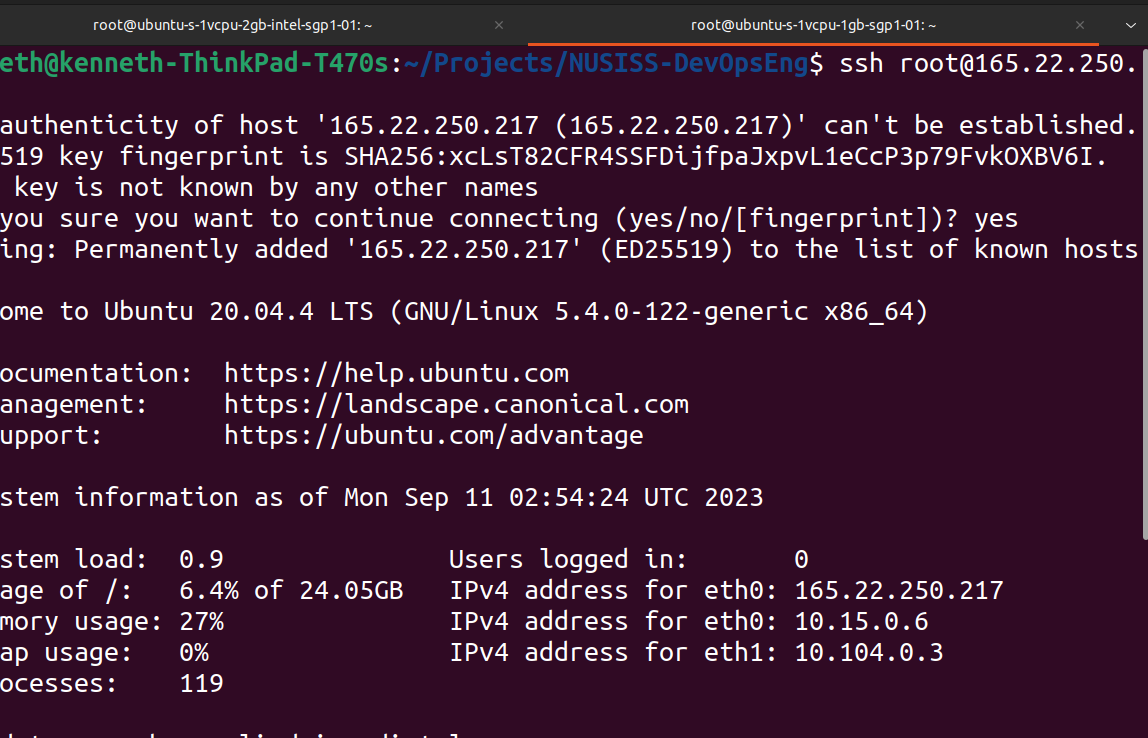 root@ubuntu-s-1vcpu-2gb-intel-sgp1-01: ~ × root@ubuntu-s-1vcpu-1gb-sgp1-01: ~ ×
eth@kenneth-ThinkPad-T470s:~/Projects/NUSISS-DevOpsEng$ ssh root@165.22.250.
authenticity of host '165.22.250.217 (165.22.250.217)' can't be established.
519 key fingerprint is SHA256:xcLsT82CFR4SSFDijfpaJxpvL1eCcP3p79FvkOXBV6I.
key is not known by any other names
you sure you want to continue connecting (yes/no/[fingerprint])? yes
ing: Permanently added '165.22.250.217' (ED25519) to the list of known hosts
ome to Ubuntu 20.04.4 LTS (GNU/Linux 5.4.0-122-generic x86_64)
ocumentation: https://help.ubuntu.com
anagement: https://landscape.canonical.com
upport: https://ubuntu.com/advantage
stem information as of Mon Sep 11 02:54:24 UTC 2023
stem load: 0.9 Users logged in: 0
age of /: 6.4% of 24.05GB IPv4 address for eth0: 165.22.250.217
mory usage: 27% IPv4 address for eth0: 10.15.0.6
ap usage: 0% IPv4 address for eth1: 10.104.0.3
ocesses: 119